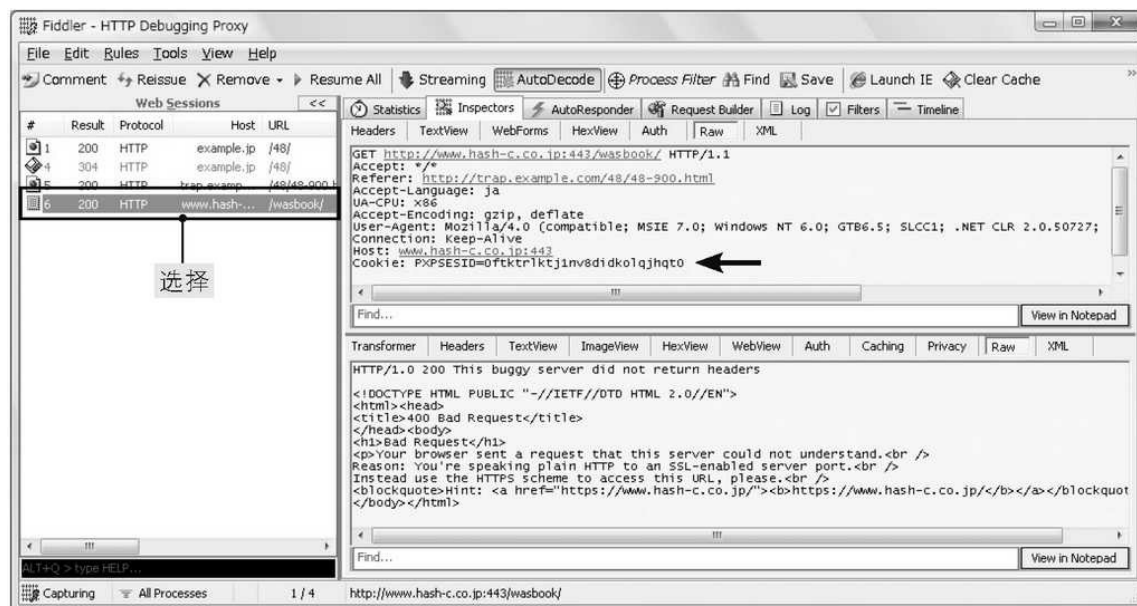 Fiddler - HTTP Debugging Proxy
File Edit Rules Tools View Help
Comment Reissue Remove Resume All Streaming AutoDecode Process Filter Find Save Launch IE Clear Cache
Web Sessions <<
# Result Protocol Host URL
1 200 HTTP example.jp /48/
4 304 HTTP example.jp /48/
5 200 HTTP trap.examp... /48/48-900.h
6 200 HTTP www.hash-... /wasbook/
选择
ALT+Q > type HELP...
Statistics Inspectors AutoResponder Request Builder Log Filters Timeline
Headers TextView WebForms HexView Auth Raw XML
GET http://www.hash-c.co.jp:443/wasbook/ HTTP/1.1
Accept: */*
Referer: http://trap.example.com/48/48-900.html
Accept-Language: ja
UA-CPU: x86
Accept-Encoding: gzip, deflate
User-Agent: Mozilla/4.0 (compatible; MSIE 7.0; Windows NT 6.0; GTB6.5; SLCC1; .NET CLR 2.0.50727;
Connection: Keep-Alive
Host: www.hash-c.co.jp:443
Cookie: PXPSESID=0ftktrlktj1nv8didkolqjhqt0
Find... View in Notepad
Transformer Headers TextView ImageView HexView WebView Auth Caching Privacy Raw XML
HTTP/1.0 200 This buggy server did not return headers
<!DOCTYPE HTML PUBLIC "-//IETF//DTD HTML 2.0//EN">
<html><head>
<title>400 Bad Request</title>
</head><body>
<h1>Bad Request</h1>
<p>Your browser sent a request that this server could not understand.<br />
Reason: You're speaking plain HTTP to an SSL-enabled server port.<br />
Instead use the HTTPS scheme to access this URL, please.<br />
<blockquote>Hint: <a href="https://www.hash-c.co.jp/"><b>https://www.hash-c.co.jp/</b></a></blockquot
</body></html>
Find... View in Notepad
Capturing All Processes 1 / 4 http://www.hash-c.co.jp:443/wasbook/